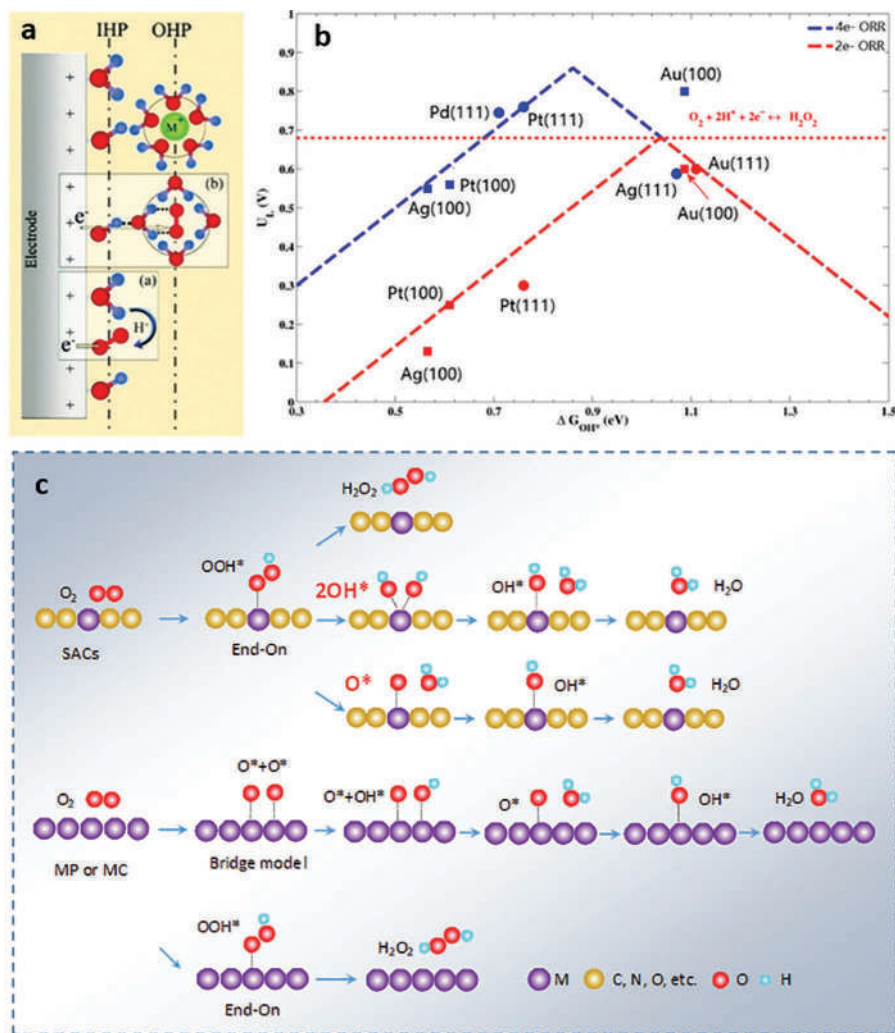 a
IHP OHP
M⁺
(b)
e⁻
Electrode
(a)
H⁺
e⁻
b
4e- ORR
2e- ORR
Au(100)
Pd(111)
Pt(111)
O₂ + 2H⁺ + 2e⁻ ↔ H₂O₂
Pt(100)
Ag(100)
Ag(111)
Au(111)
Au(100)
Pt(100)
Pt(111)
Ag(100)
U_L (V)
1
0.9
0.8
0.7
0.6
0.5
0.4
0.3
0.2
0.1
0
0.3 0.5 0.7 0.9 1.1 1.3 1.5
Δ G_OH* (eV)
c
H₂O₂
O₂
OOH*
2OH*
OH*
H₂O
SACs
End-On
O*
OH*
H₂O
O₂
O*+O*
O*+OH*
O*
OH*
H₂O
MP or MC
Bridge model
OOH*
H₂O₂
End-On
M C, N, O, etc. O H